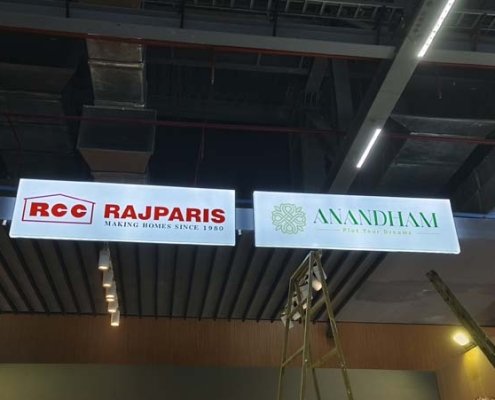 RCC RAJPARIS
MAKING HOMES SINCE 1980
ANANDHAM
Plot Your Dreams